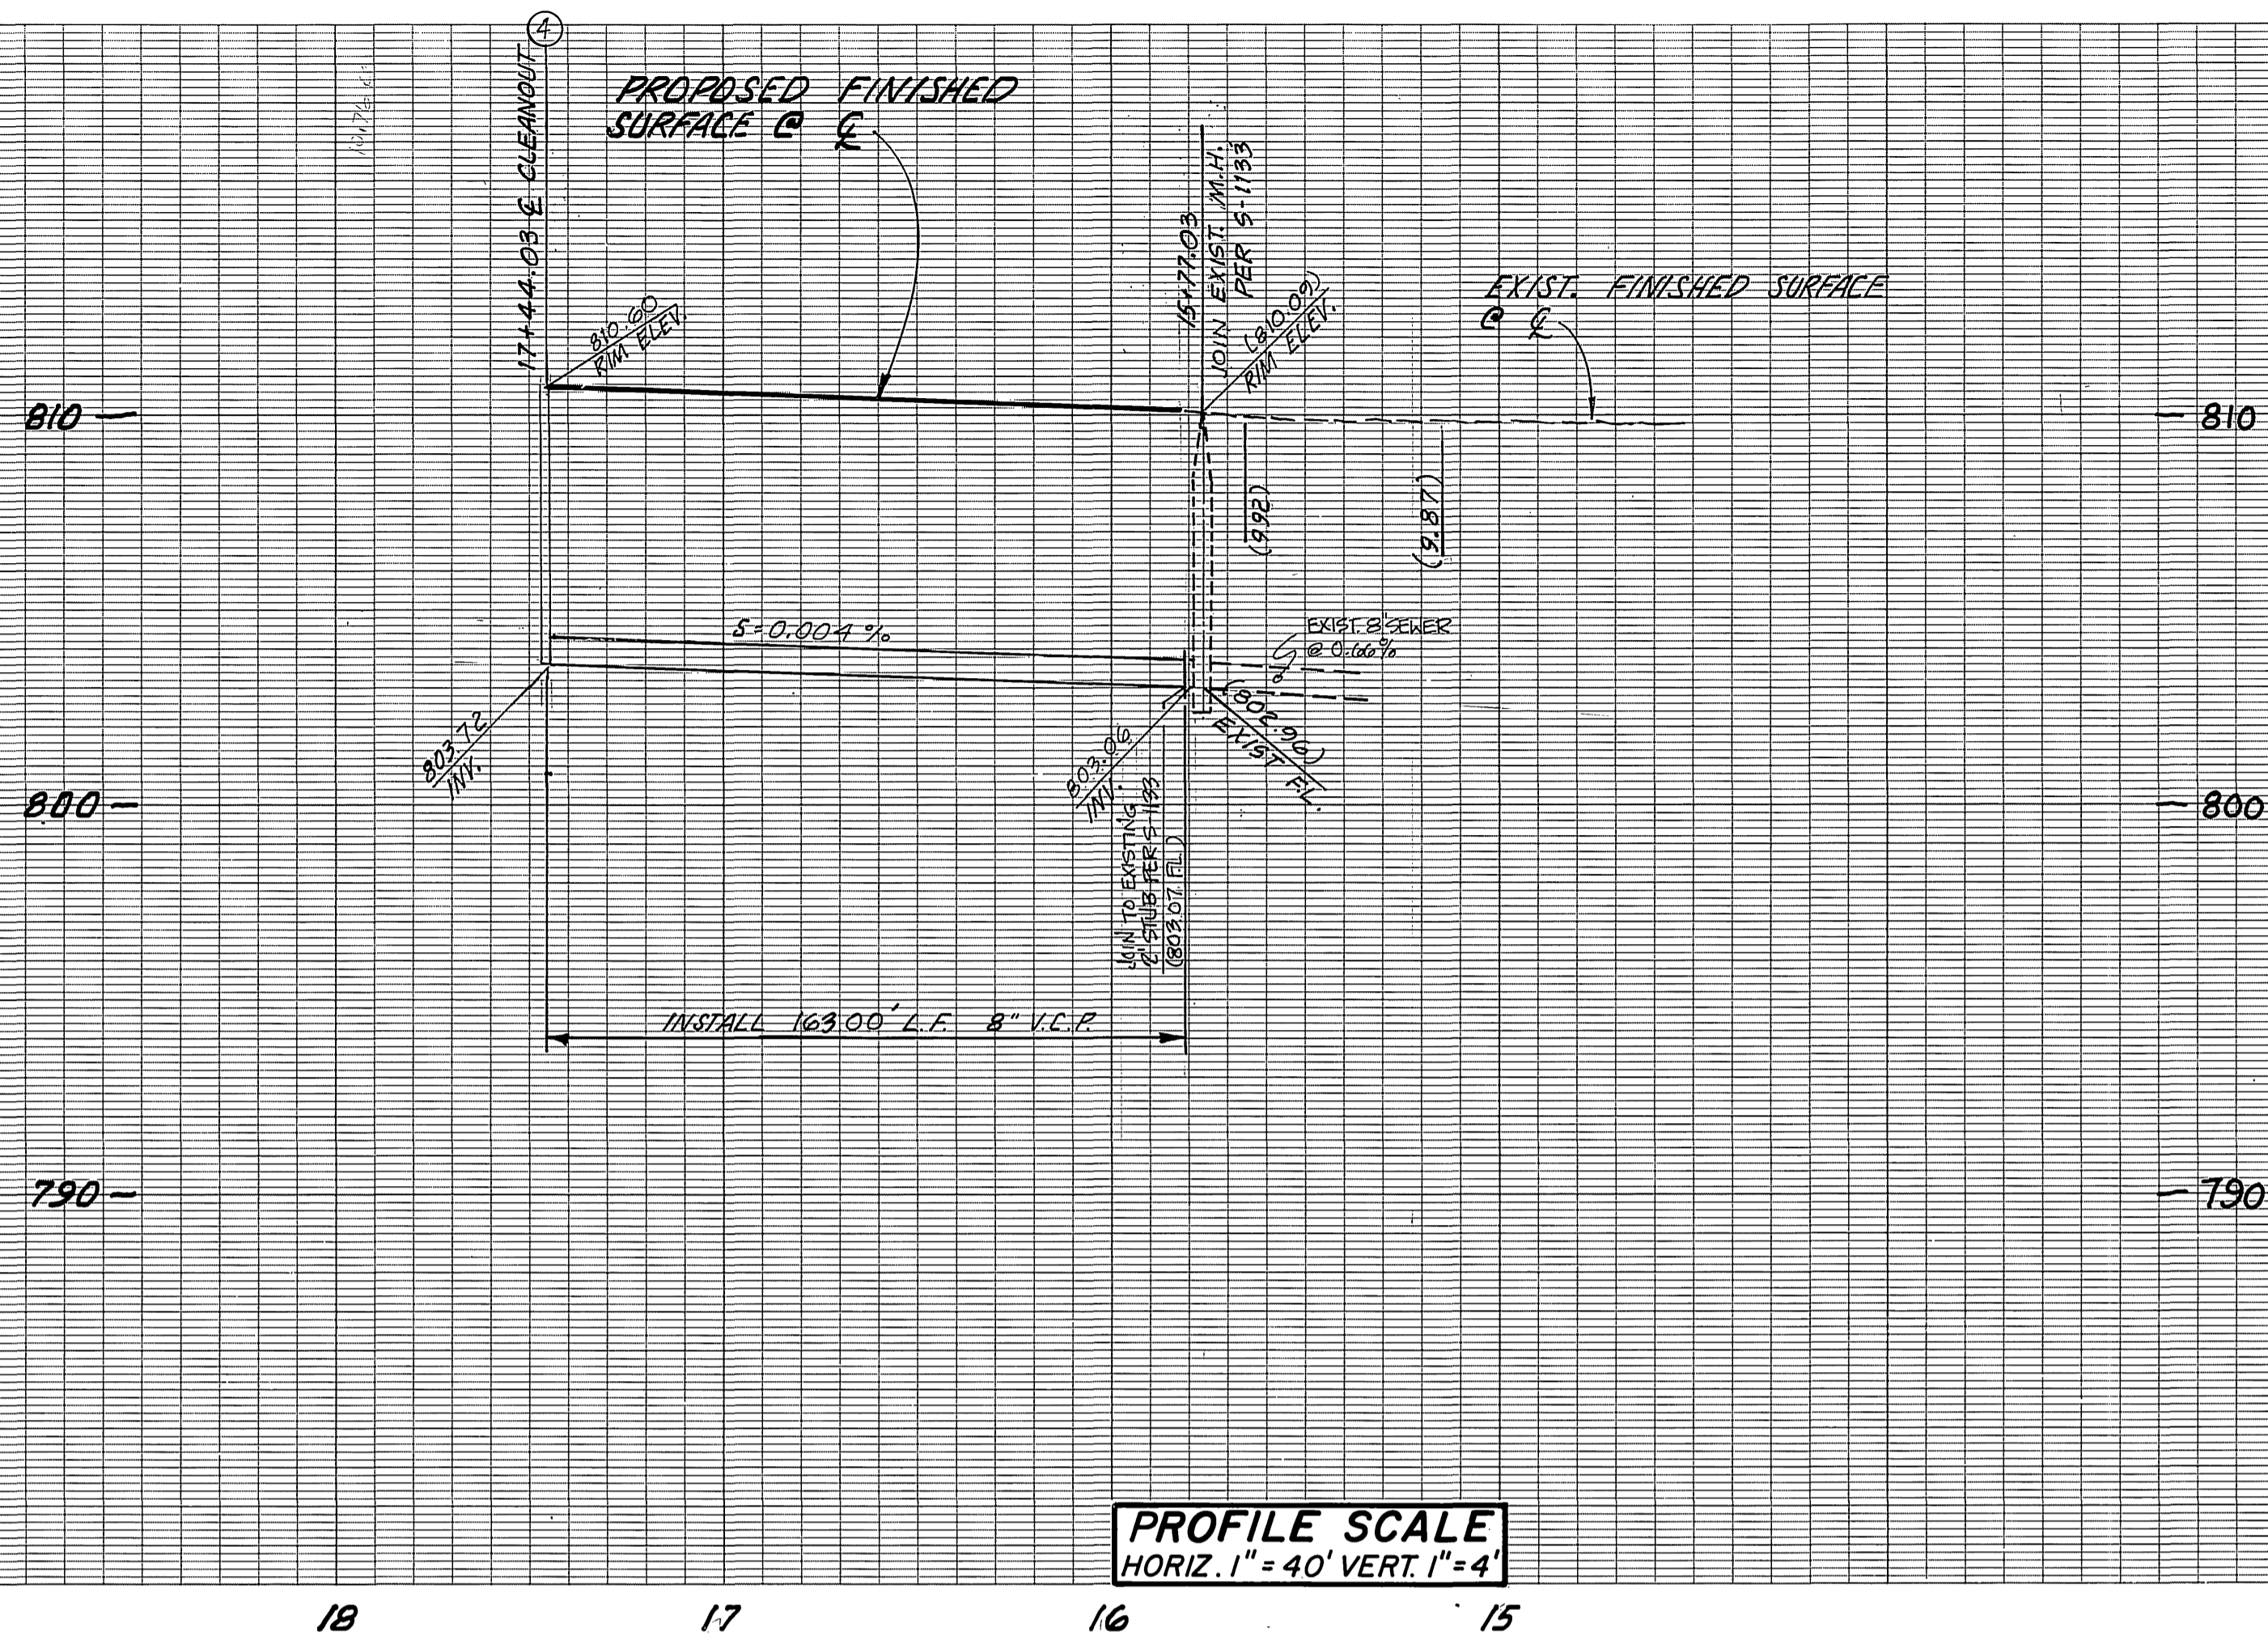 4
17+44.03 ℄ CLEANOUT
PROPOSED FINISHED
SURFACE @ ℄
810.60
RIM ELEV.
15+77.03
JOIN EXIST. M.H.
PER S-1133
(810.09)
RIM ELEV.
EXIST. FINISHED SURFACE
@ ℄
810
810
(9.92)
(9.87)
S=0.004 %
EXIST. 8" SEWER
@ 0.66%
803.72
INV.
803.06
INV.
(802.96)
EXIST F.L.
JOIN TO EXISTING
2' STUB PER S-1133
(803.07 F.L.)
800
800
INSTALL 163.00' L.F. 8" V.C.P.
790
790
PROFILE SCALE
HORIZ. 1"=40' VERT. 1"=4'
18
17
16
15